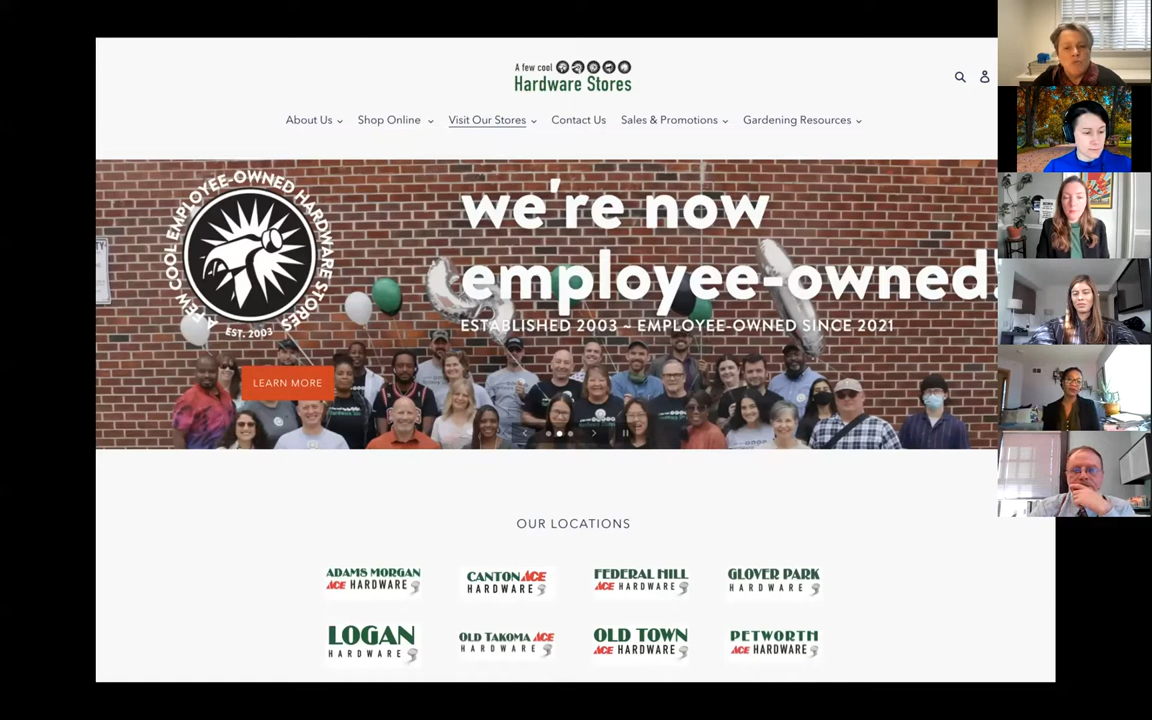 A few cool
Hardware Stores
About Us
Shop Online
Visit Our Stores
Contact Us
Sales & Promotions
Gardening Resources
A FEW COOL EMPLOYEE-OWNED HARDWARE STORES
EST. 2003
we're now
employee-owned!
ESTABLISHED 2003 ~ EMPLOYEE-OWNED SINCE 2021
LEARN MORE
OUR LOCATIONS
ADAMS MORGAN
ACE HARDWARE
CANTON ACE
HARDWARE
FEDERAL HILL
ACE HARDWARE
GLOVER PARK
HARDWARE
LOGAN
HARDWARE
OLD TAKOMA ACE
HARDWARE
OLD TOWN
ACE HARDWARE
PETWORTH
ACE HARDWARE